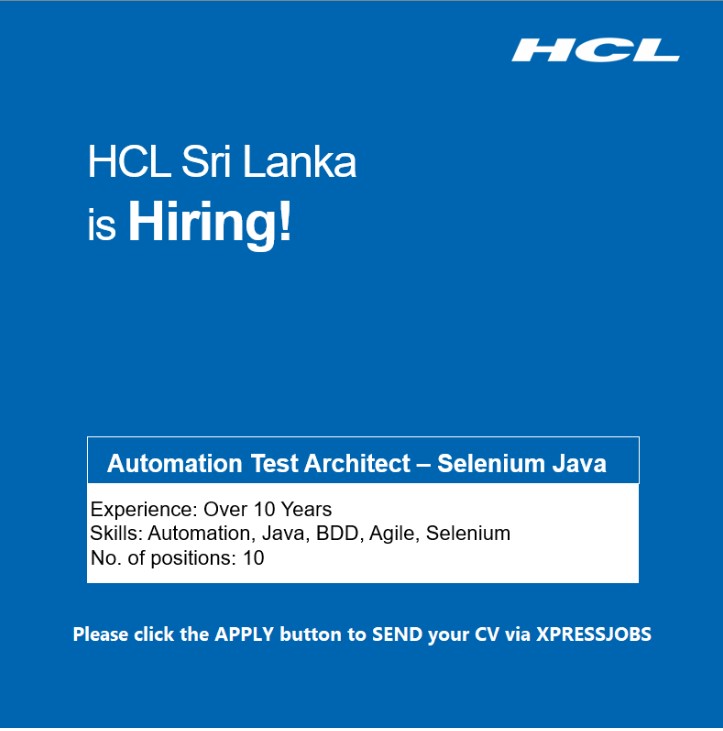 HCL
HCL Sri Lanka
is Hiring!
Automation Test Architect – Selenium Java
Experience: Over 10 Years
Skills: Automation, Java, BDD, Agile, Selenium
No. of positions: 10
Please click the APPLY button to SEND your CV via XPRESSJOBS